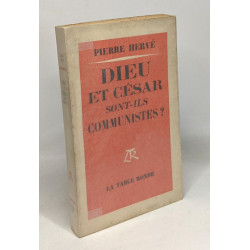 PIERRE HERVÉ
DIEU
ET CÉSAR
SONT-ILS
COMMUNISTES ?
LA TABLE RONDE